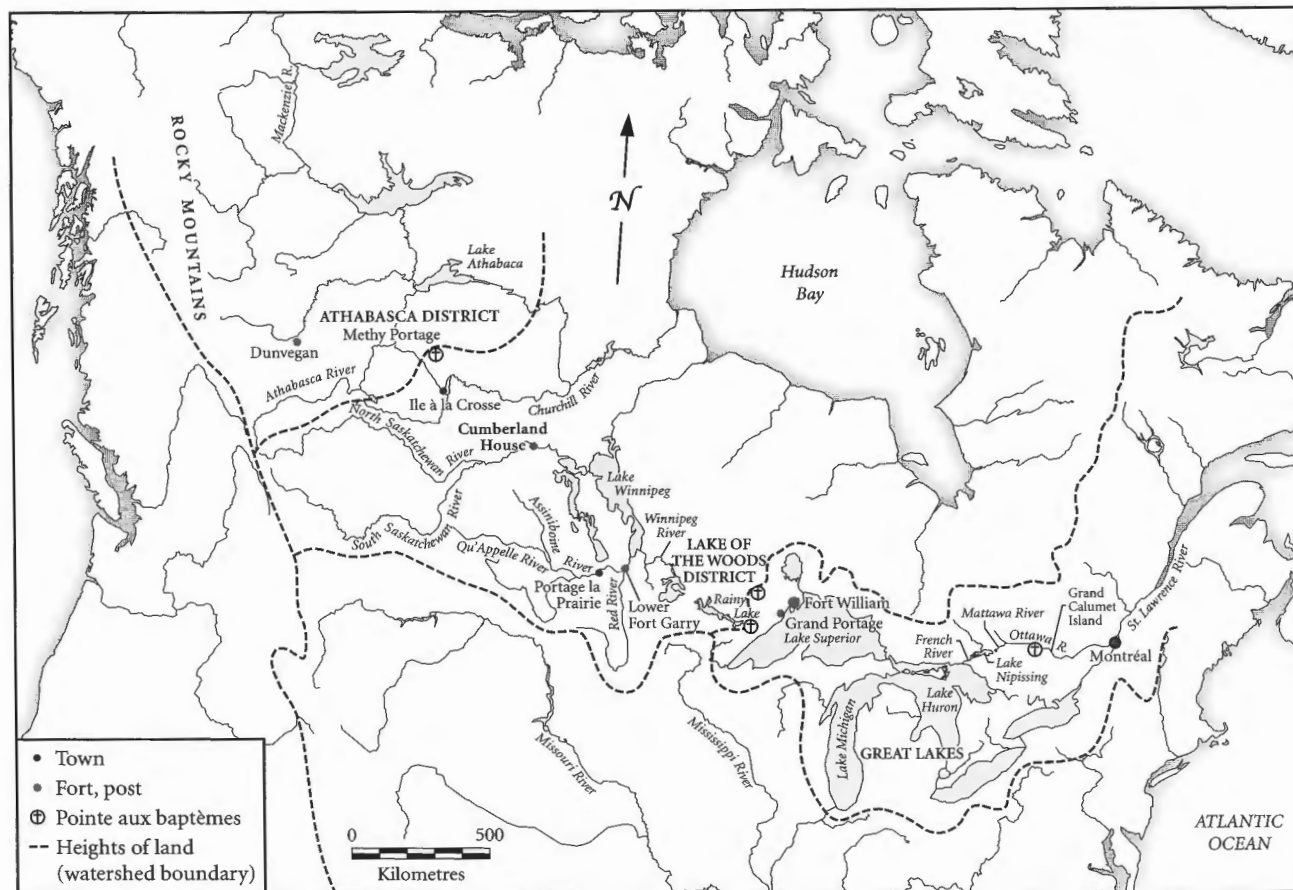 Mackenzie R.
ROCKY MOUNTAINS
N
Lake
Athabaca
Hudson
Bay
ATHABASCA DISTRICT
Methy Portage
Dunvegan
Athabasca River
Ile à la Crosse
Churchill River
North Saskatchewan
River
Cumberland
House
Lake
Winnipeg
Assiniboine
River
Winnipeg
River
South Saskatchewan River
Qu'Appelle River
LAKE OF
THE WOODS
DISTRICT
Portage la
Prairie
Red River
Lower
Fort Garry
Rainy
Lake
Fort William
Grand Portage
Lake Superior
Mattawa River
Grand
Calumet
Island
St. Lawrence River
French
River
Ottawa R.
Lake
Nipissing
Montréal
Lake
Huron
Lake Michigan
GREAT LAKES
Missouri River
Mississippi River
ATLANTIC
OCEAN
Town
Fort, post
Pointe aux baptèmes
Heights of land
(watershed boundary)
0 500
Kilometres